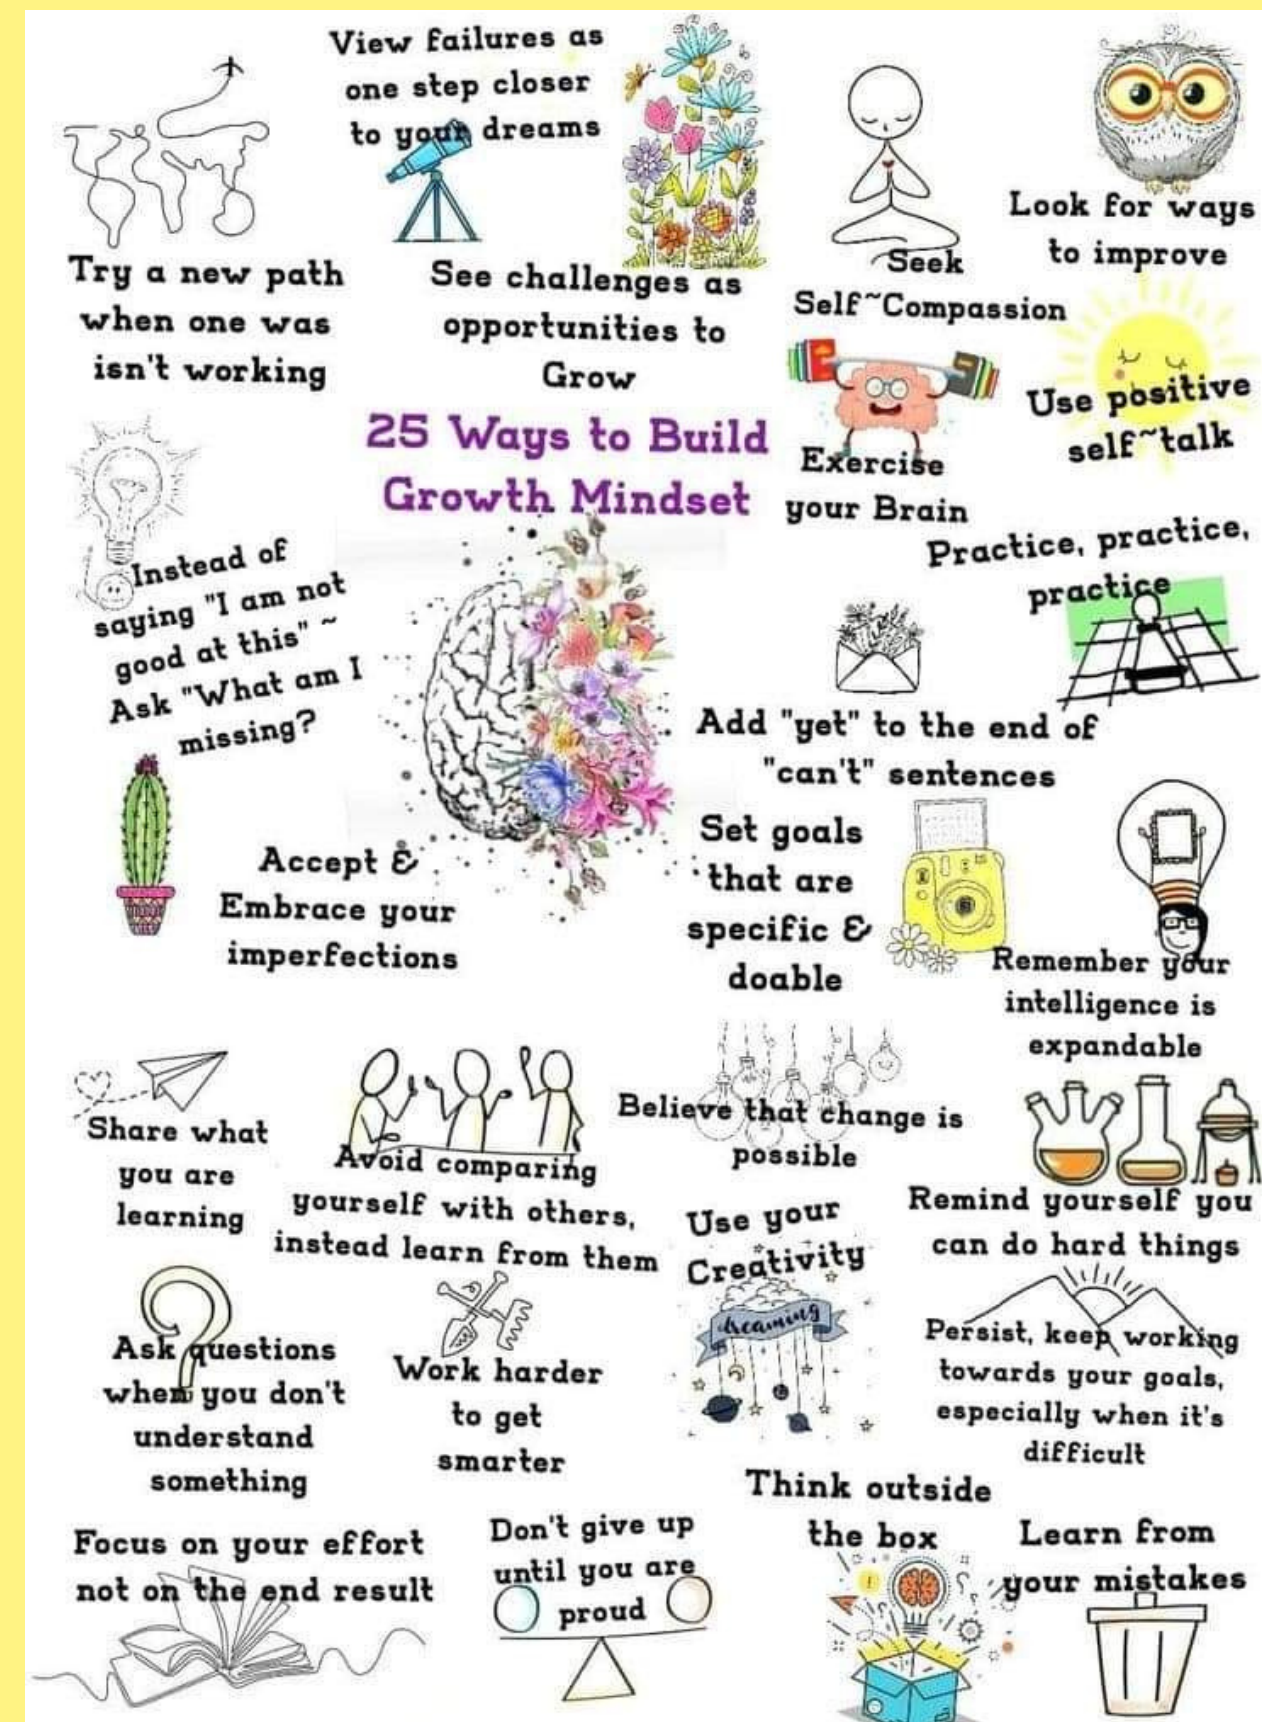 View failures as
one step closer
to your dreams
Try a new path
when one was
isn't working
See challenges as
opportunities to
Grow
Seek
Self~Compassion
Look for ways
to improve
Use positive
self~talk
Exercise
your Brain
25 Ways to Build
Growth Mindset
Practice, practice,
practice
Instead of
saying "I am not
good at this" ~
Ask "What am I
missing?
Add "yet" to the end of
"can't" sentences
Accept &
Embrace your
imperfections
Set goals
that are
specific &
doable
Remember your
intelligence is
expandable
Share what
you are
learning
Avoid comparing
yourself with others,
instead learn from them
Believe that change is
possible
Remind yourself you
can do hard things
Use your
Creativity
dreaming
Ask questions
when you don't
understand
something
Work harder
to get
smarter
Persist, keep working
towards your goals,
especially when it's
difficult
Focus on your effort
not on the end result
Don't give up
until you are
proud
Think outside
the box
Learn from
your mistakes